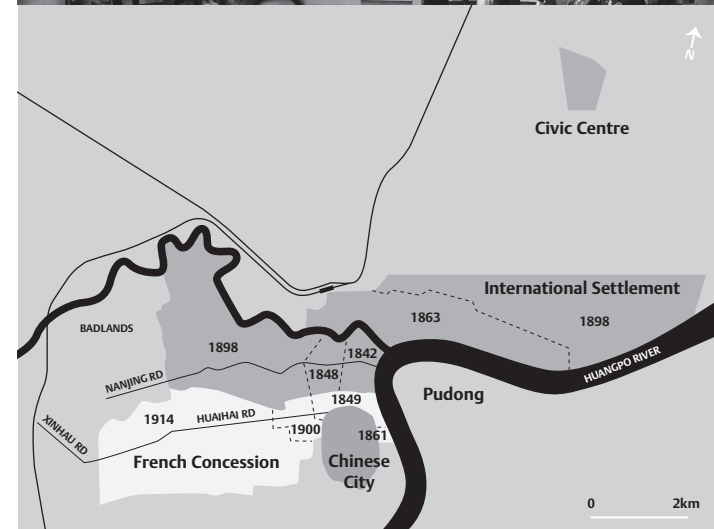 N
Civic Centre
International Settlement
1863
1898
BADLANDS
1898
1842
HUANGPO RIVER
NANJING RD
1848
Pudong
1849
1914
HUAIHAI RD
XINHAU RD
1900
1861
French Concession
Chinese
City
0 2km